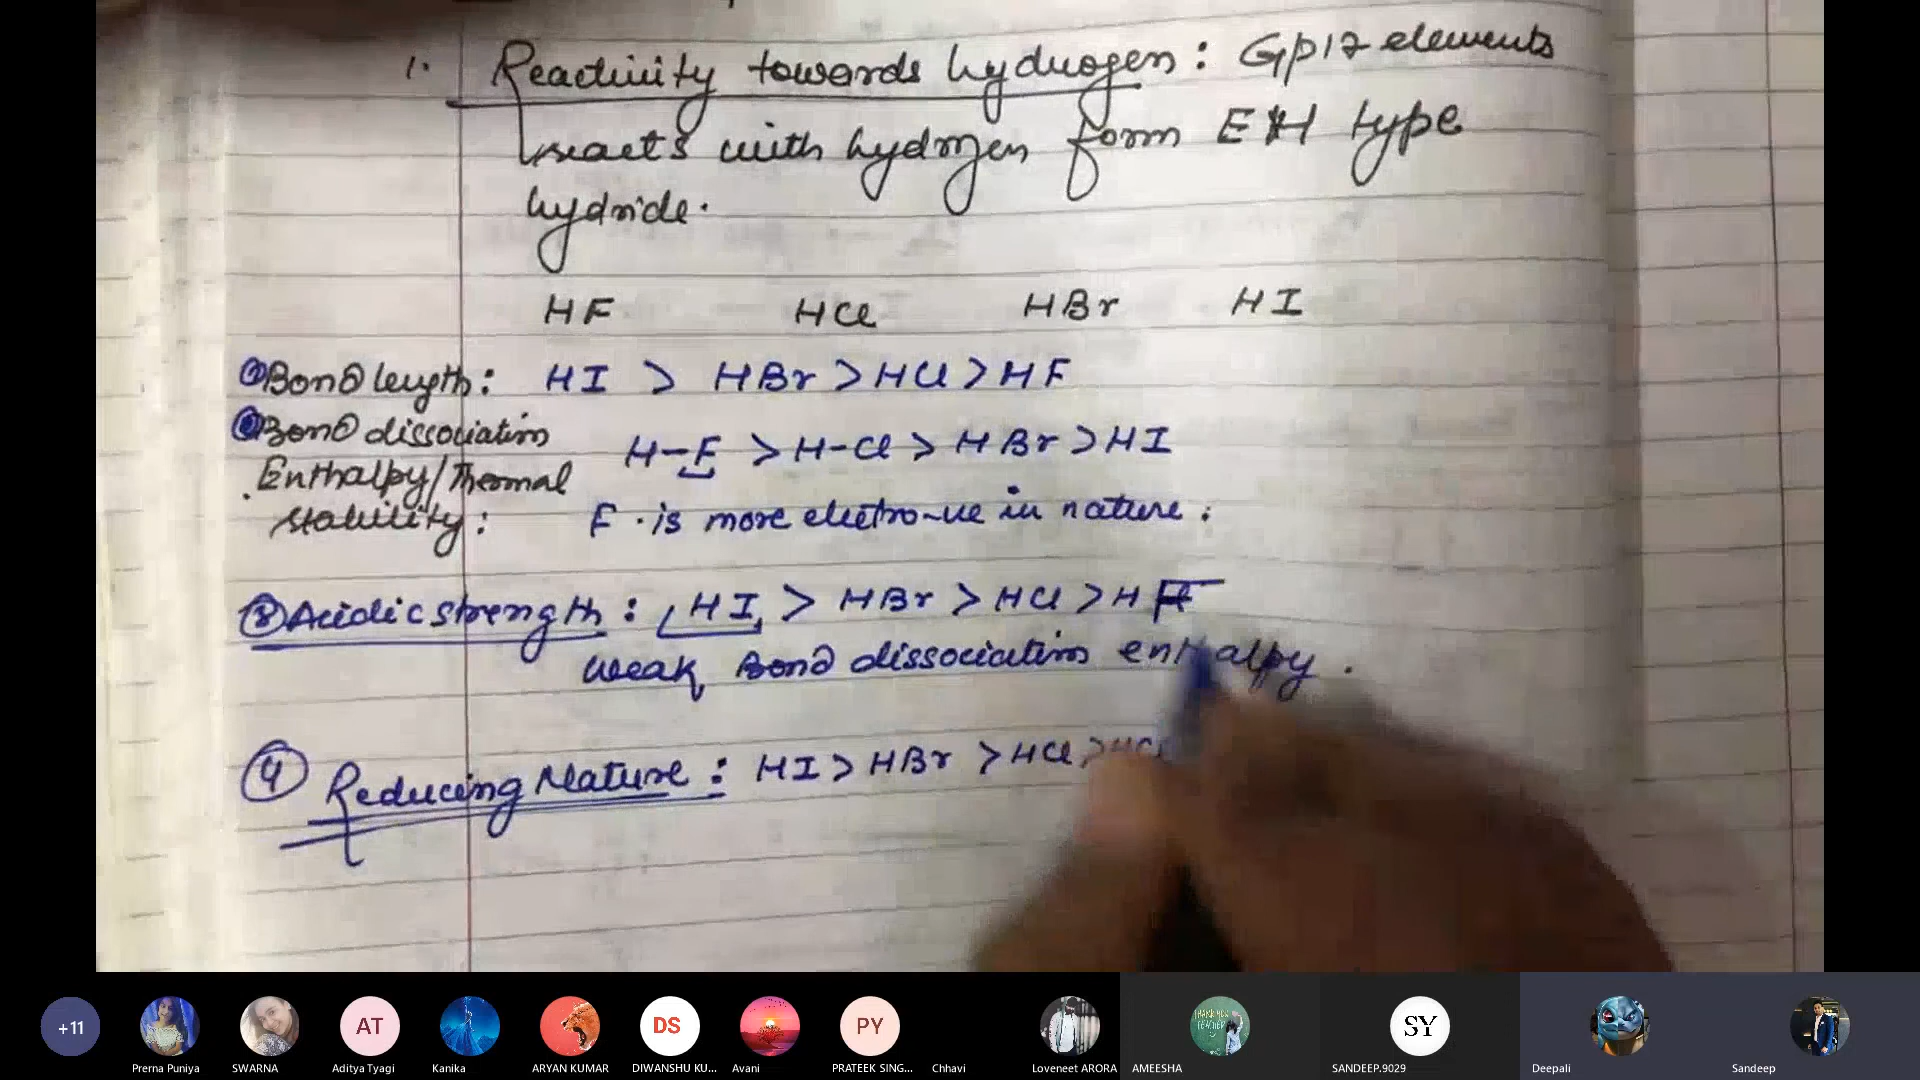 1. Reactivity towards hydrogen : Gp 17 elements
reacts with hydrogen form EH type
hydride.
HF HCl HBr HI
Bond length : HI > HBr > HCl > HF
Bond dissociation
Enthalpy/Thermal
stability : H-F > H-Cl > HBr > HI
F is more electro-ve in nature.
③ Acidic strength : HI > HBr > HCl > HF
weak Bond dissociation enthalpy.
④ Reducing Nature : HI > HBr > HCl >
+11
Prerna Puniya SWARNA Aditya Tyagi Kanika ARYAN KUMAR DIWANSHU KU... Avani PRATEEK SING... Chhavi Loveneet ARORA AMEESHA SANDEEP.9029 Deepali Sandeep
AT DS PY SY